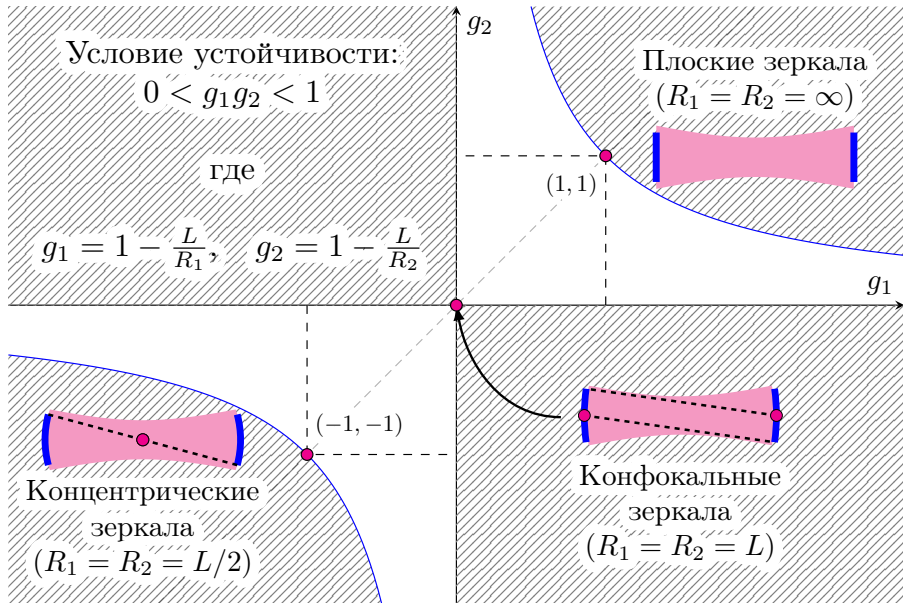 Условие устойчивости:
0 < g₁g₂ < 1
где
g₁ = 1 − L/R₁, g₂ = 1 − L/R₂
g₂
Плоские зеркала
(R₁ = R₂ = ∞)
(1, 1)
g₁
(−1, −1)
Концентрические
зеркала
(R₁ = R₂ = L/2)
Конфокальные
зеркала
(R₁ = R₂ = L)